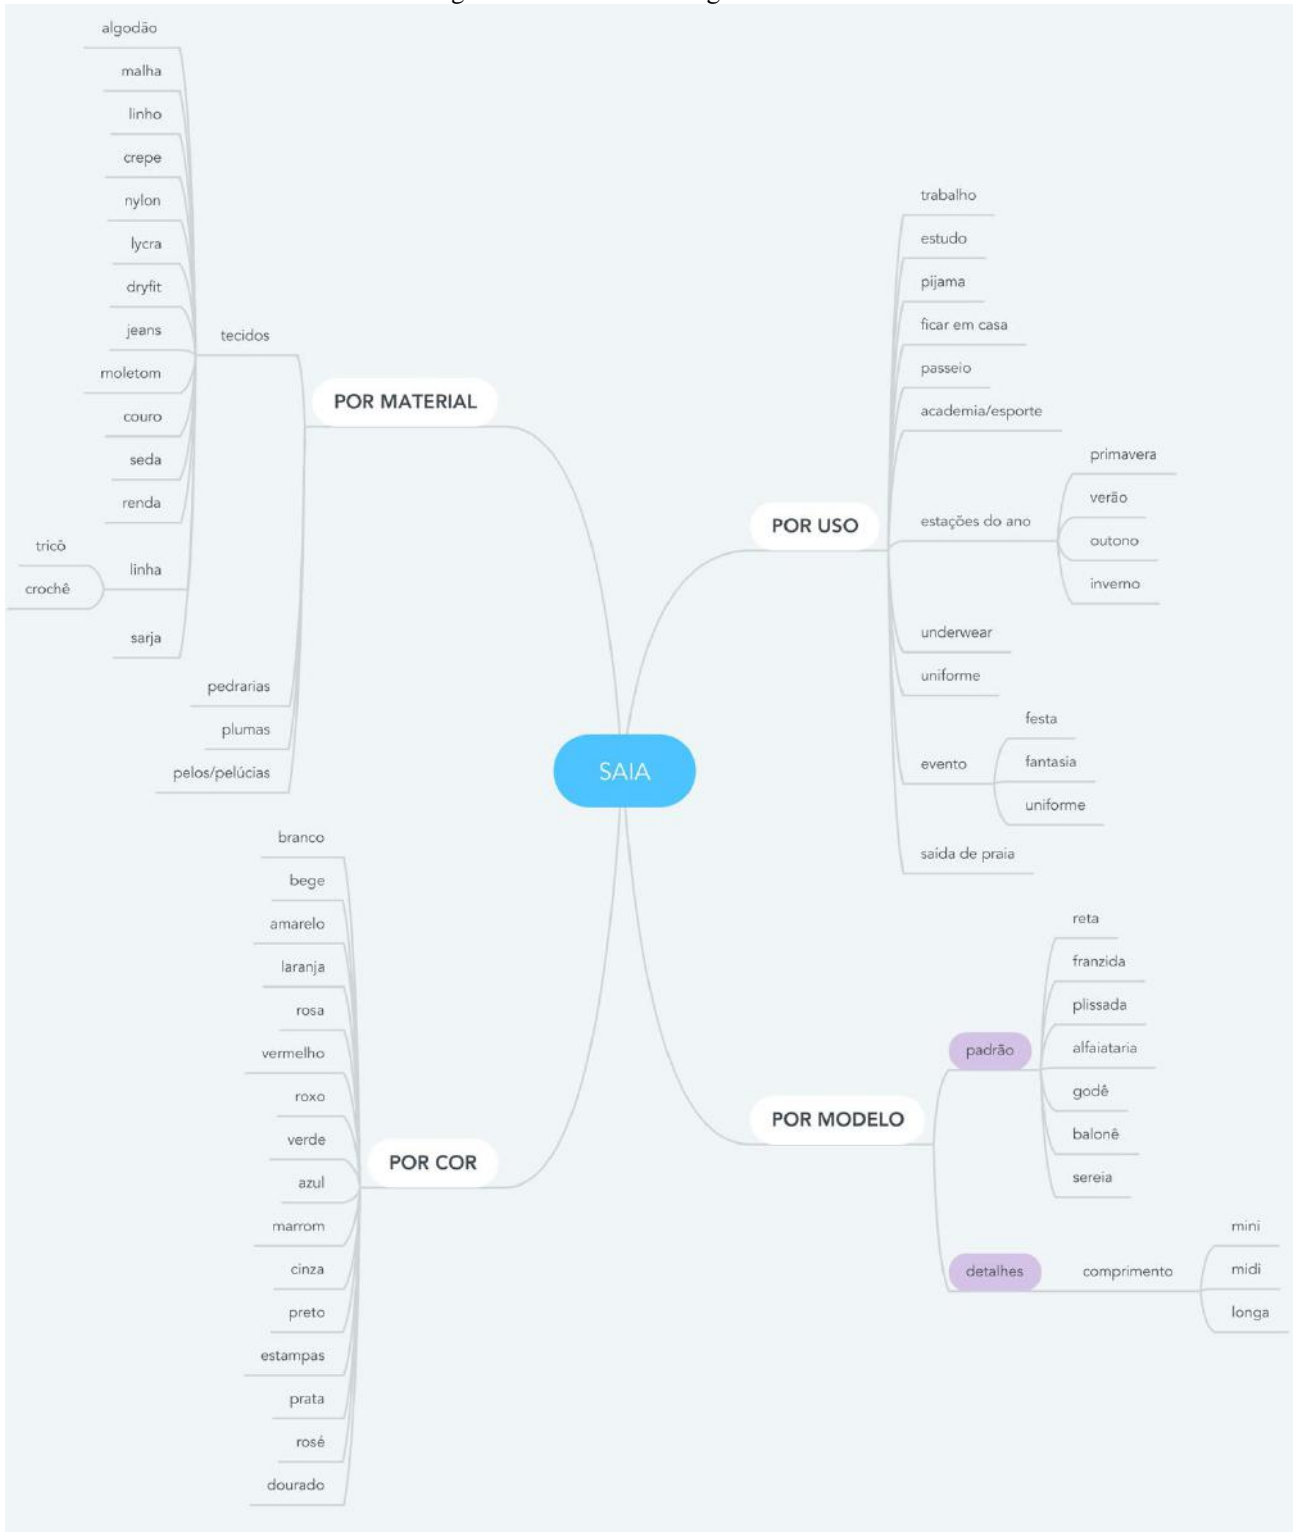 algodão
malha
linho
crepe
nylon
lycra
dryfit
jeans
moletom
couro
seda
renda
tricô
crochê
linha
sarja
tecidos
pedrarias
plumas
pelos/pelúcias
POR MATERIAL
trabalho
estudo
pijama
ficar em casa
passeio
academia/esporte
estações do ano
primavera
verão
outono
inverno
underwear
uniforme
evento
festa
fantasia
uniforme
saída de praia
POR USO
SAIA
branco
bege
amarelo
laranja
rosa
vermelho
roxo
verde
azul
marrom
cinza
preto
estampas
prata
rosé
dourado
POR COR
POR MODELO
padrão
reta
franzida
plissada
alfaiataria
godê
balonê
sereia
detalhes
comprimento
mini
midi
longa